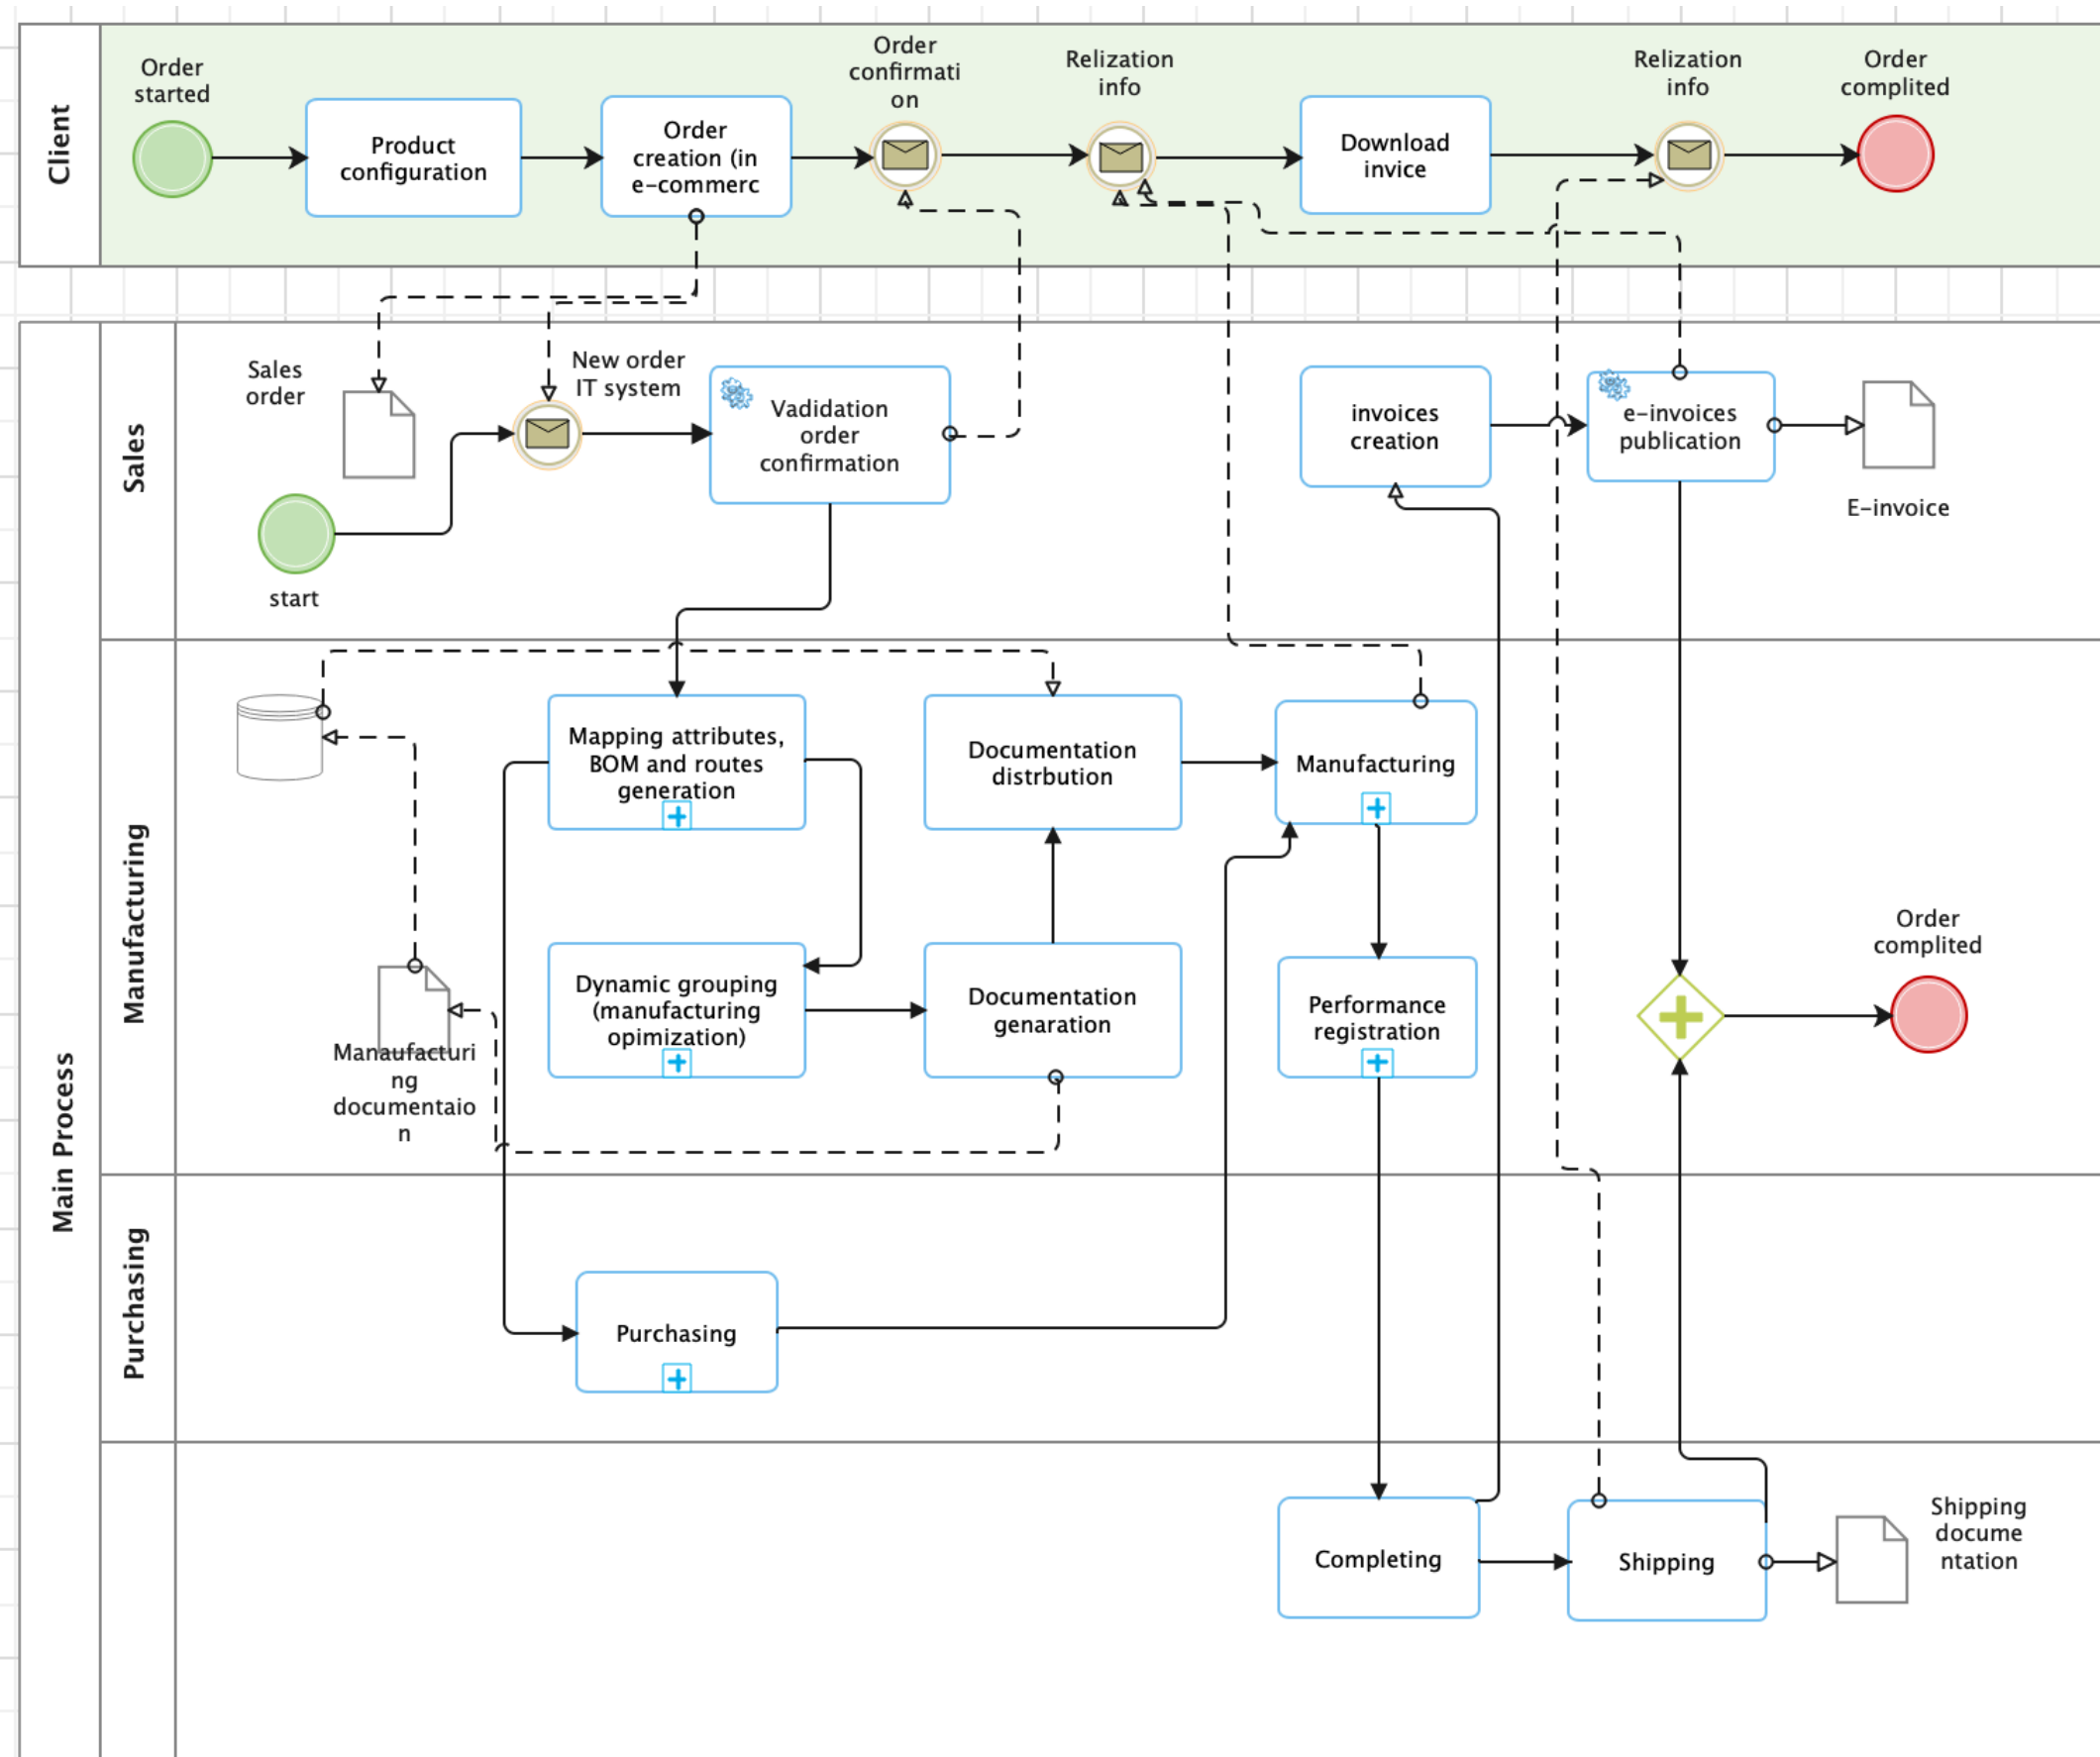 Client
Order
started
Product
configuration
Order
creation (in
e-commerc
Order
confirmati
on
Relization
info
Download
invice
Relization
info
Order
complited
Main Process
Sales
Sales
order
start
New order
IT system
Vadidation
order
confirmation
invoices
creation
e-invoices
publication
E-invoice
Manufacturing
Mapping attributes,
BOM and routes
generation
Documentation
distrbution
Manufacturing
Manaufacturi
ng
documentaio
n
Dynamic grouping
(manufacturing
opimization)
Documentation
genaration
Performance
registration
Order
complited
Purchasing
Purchasing
Completing
Shipping
Shipping
docume
ntation